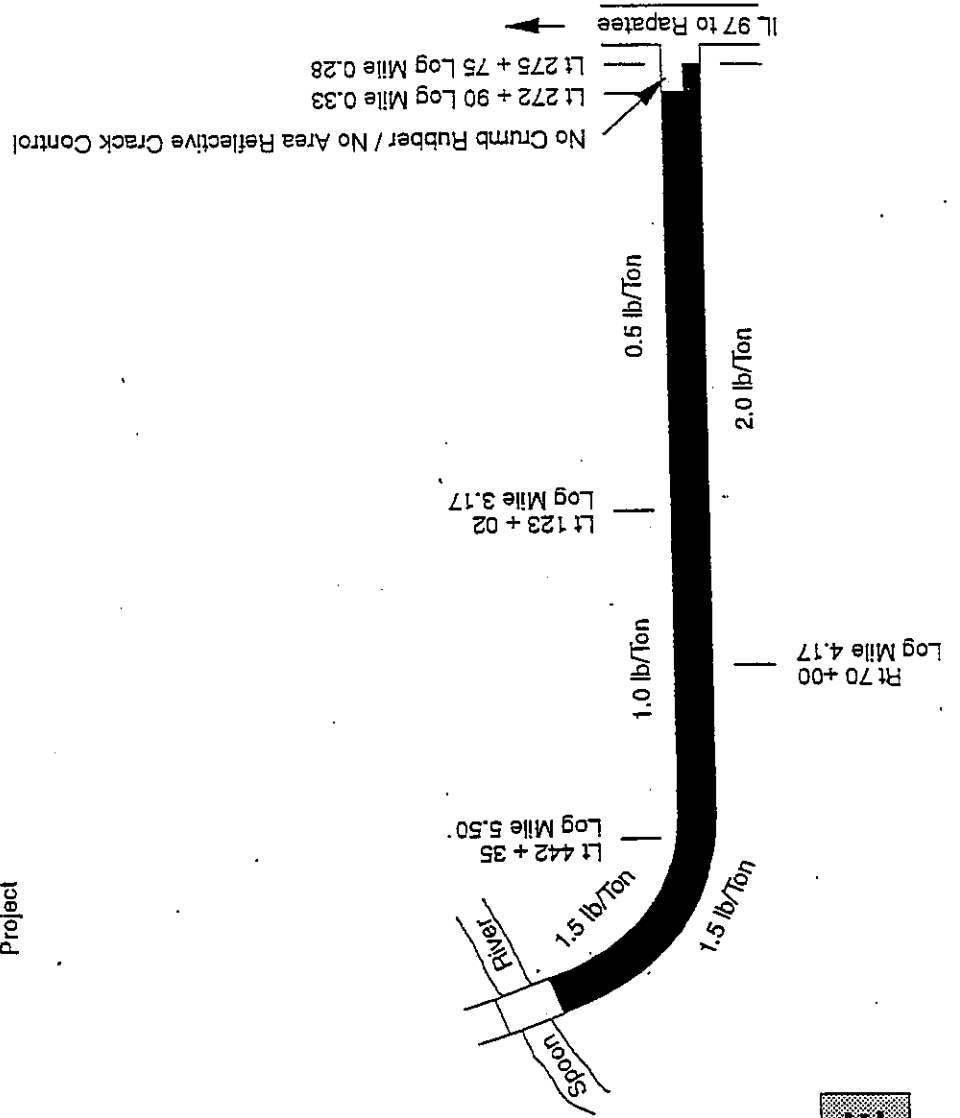 Project
IL 97 to Rapatee
Lt 275 + 75 Log Mile 0.28
Lt 272 + 90 Log Mile 0.33
No Crumb Rubber / No Area Reflective Crack Control
0.5 lb/Ton
2.0 lb/Ton
Lt 123 + 02
Log Mile 3.17
1.0 lb/Ton
Rt 70 +00
Log Mile 4.17
Lt 442 + 35
Log Mile 5.50
1.5 lb/Ton
1.5 lb/Ton
Spoon River